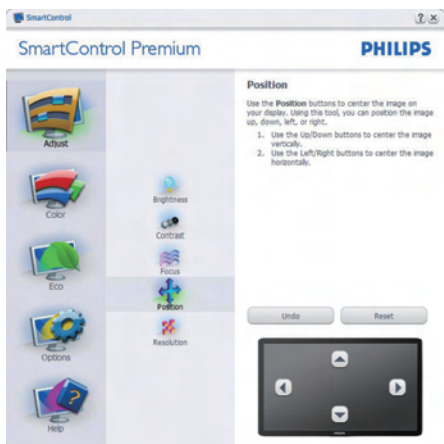 SmartControl
SmartControl Premium
PHILIPS
Adjust
Color
Eco
Options
Help
Brightness
Contrast
Focus
Position
Resolution
Position
Use the Position buttons to center the image on
your display. Using this tool, you can position the image
up, down, left, or right.
1. Use the Up/Down buttons to center the image
vertically.
2. Use the Left/Right buttons to center the image
horizontally.
Undo
Reset